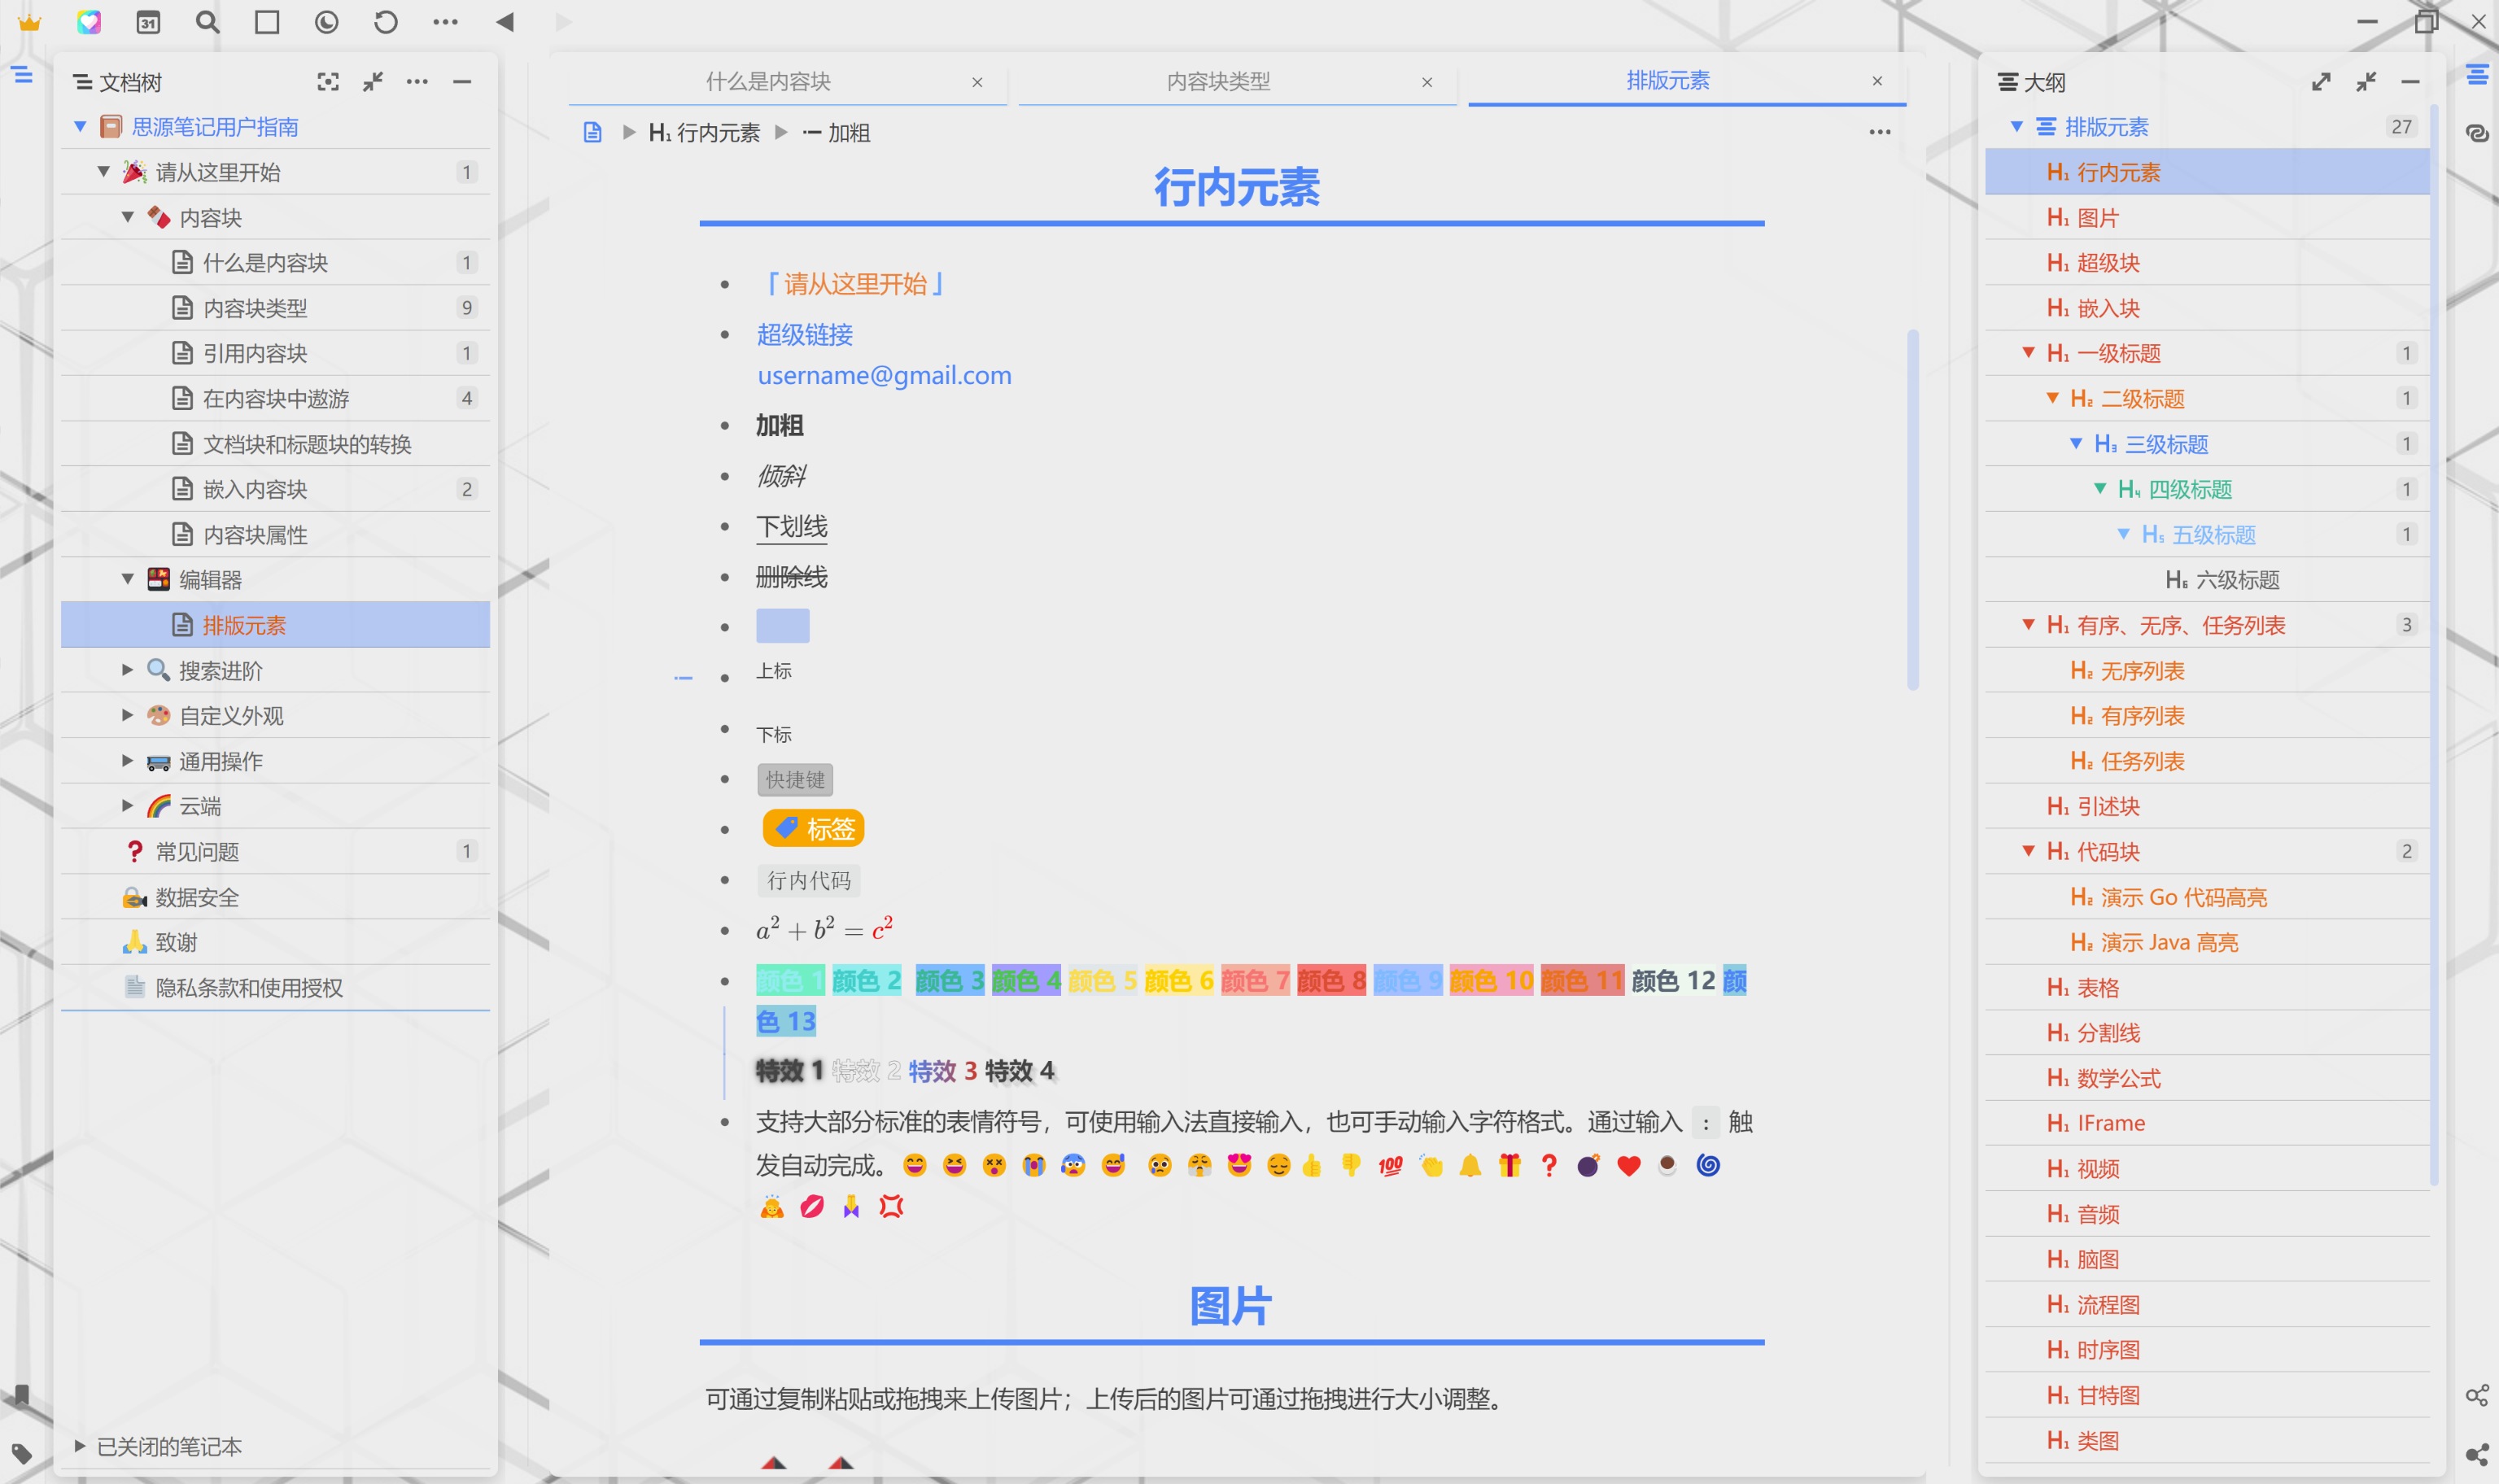 31
文档树
思源笔记用户指南
请从这里开始 1
内容块
什么是内容块 1
内容块类型 9
引用内容块 1
在内容块中遨游 4
文档块和标题块的转换
嵌入内容块 2
内容块属性
编辑器
排版元素
搜索进阶
自定义外观
通用操作
云端
常见问题 1
数据安全
致谢
隐私条款和使用授权
已关闭的笔记本
什么是内容块
内容块类型
排版元素
H1 行内元素 加粗
行内元素
「请从这里开始」
超级链接
username@gmail.com
加粗
倾斜
下划线
删除线
上标
下标
快捷键
标签
行内代码
a² + b² = c²
颜色 1 颜色 2 颜色 3 颜色 4 颜色 5 颜色 6 颜色 7 颜色 8 颜色 9 颜色 10 颜色 11 颜色 12 颜
色 13
特效 1 特效 2 特效 3 特效 4
支持大部分标准的表情符号，可使用输入法直接输入，也可手动输入字符格式。通过输入 : 触
发自动完成。😄 😆 😵 😭 😰 😅 😢 😤 😍 😌 👍 👎 💯 👏 🔔 🎁 ❓ 💣 ❤️ ☕ 🌀
🙇 💋 🙏 💢
图片
可通过复制粘贴或拖拽来上传图片；上传后的图片可通过拖拽进行大小调整。
大纲
排版元素 27
H1 行内元素
H1 图片
H1 超级块
H1 嵌入块
H1 一级标题 1
H2 二级标题 1
H3 三级标题 1
H4 四级标题 1
H5 五级标题 1
H6 六级标题
H1 有序、无序、任务列表 3
H2 无序列表
H2 有序列表
H2 任务列表
H1 引述块
H1 代码块 2
H2 演示 Go 代码高亮
H2 演示 Java 高亮
H1 表格
H1 分割线
H1 数学公式
H1 IFrame
H1 视频
H1 音频
H1 脑图
H1 流程图
H1 时序图
H1 甘特图
H1 类图